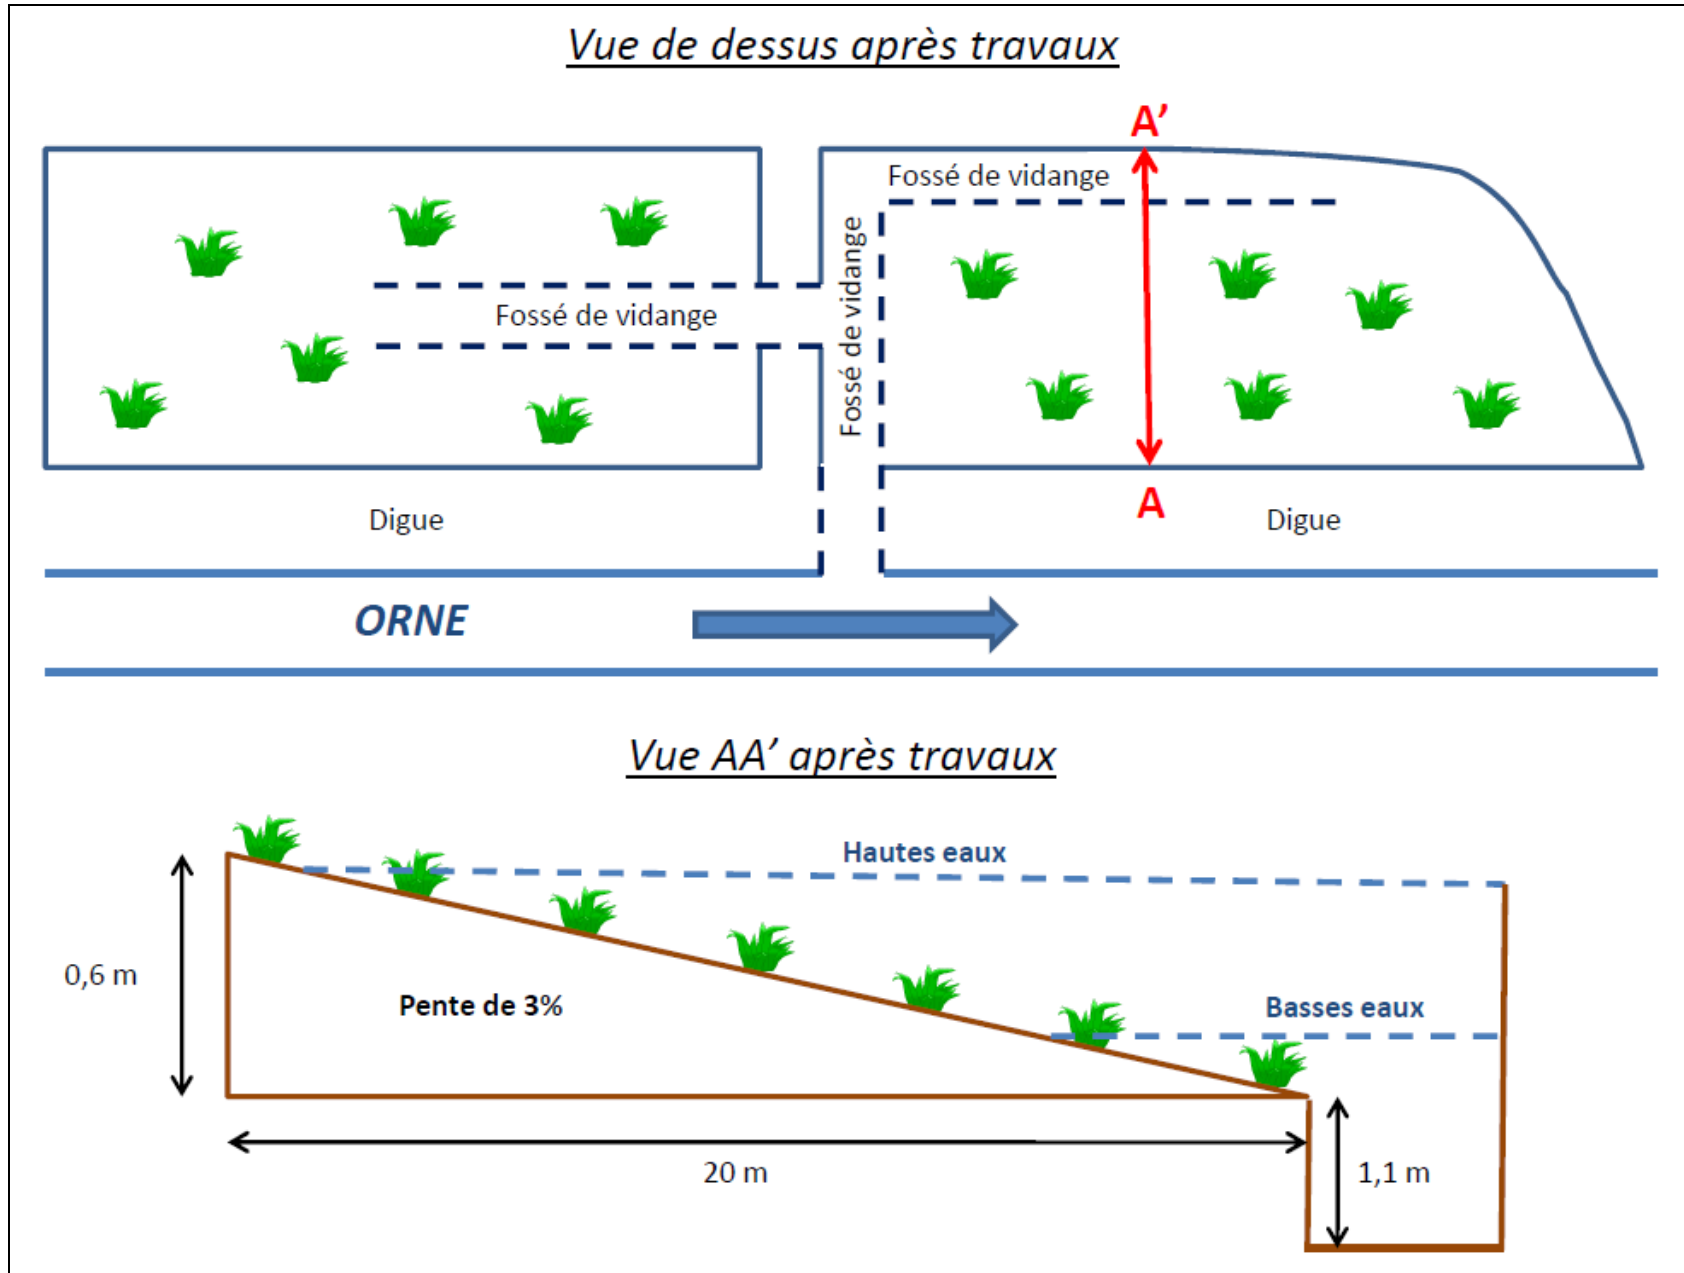 Vue de dessus après travaux
A’
Fossé de vidange
Fossé de vidange
Fossé de vidange
A
Digue
Digue
ORNE
Vue AA’ après travaux
Hautes eaux
0,6 m
Pente de 3%
Basses eaux
20 m
1,1 m